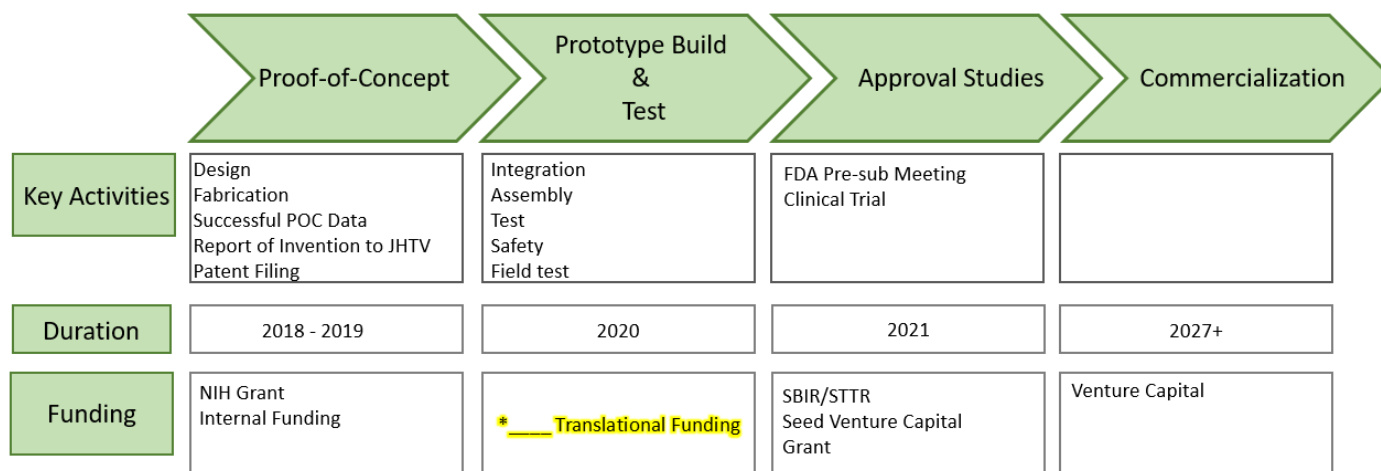 Proof-of-Concept
Prototype Build
&
Test
Approval Studies
Commercialization
Key Activities
Design
Fabrication
Successful POC Data
Report of Invention to JHTV
Patent Filing
Integration
Assembly
Test
Safety
Field test
FDA Pre-sub Meeting
Clinical Trial
Duration
2018 - 2019
2020
2021
2027+
Funding
NIH Grant
Internal Funding
*____ Translational Funding
SBIR/STTR
Seed Venture Capital
Grant
Venture Capital